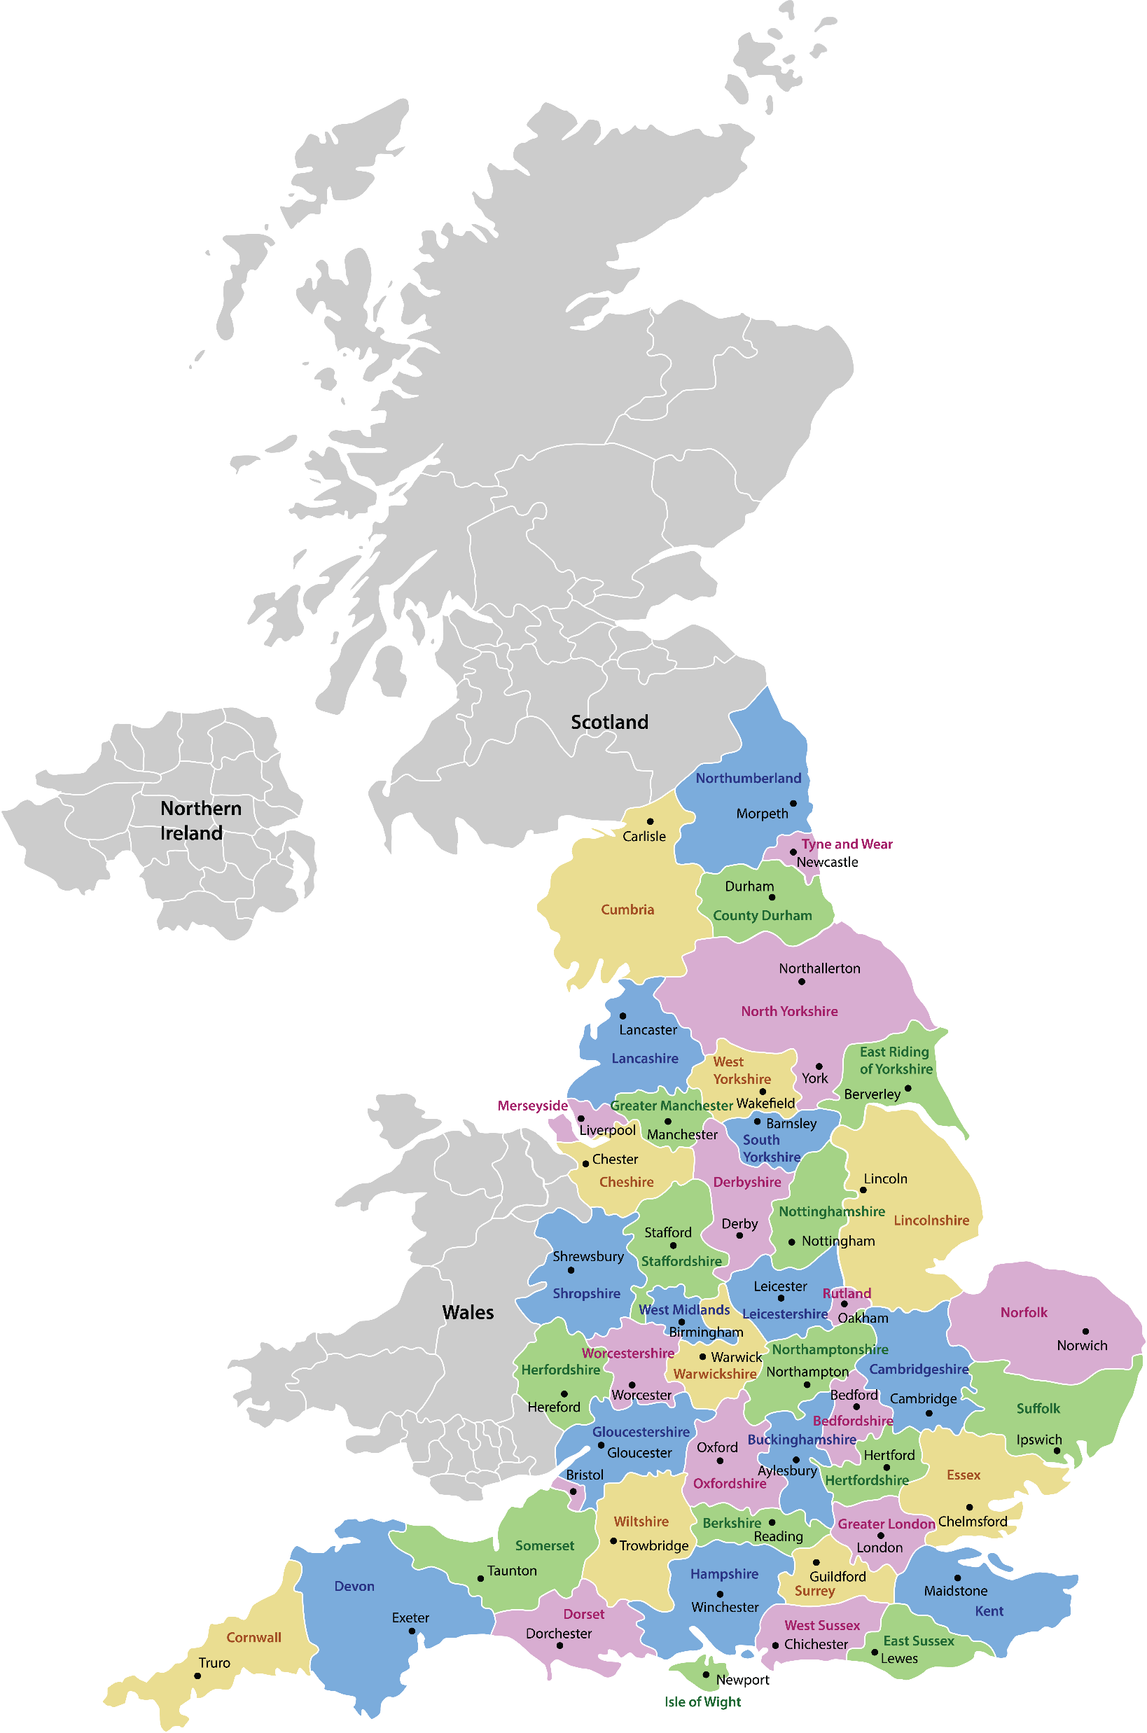 Scotland
Northern
Ireland
Northumberland
Morpeth
Carlisle
Tyne and Wear
Newcastle
Durham
County Durham
Cumbria
Northallerton
North Yorkshire
Lancaster
Lancashire
West
Yorkshire
Wakefield
York
East Riding
of Yorkshire
Berverley
Merseyside
Liverpool
Greater Manchester
Manchester
Barnsley
South
Yorkshire
Chester
Cheshire
Derbyshire
Derby
Lincoln
Lincolnshire
Nottinghamshire
Nottingham
Stafford
Staffordshire
Shrewsbury
Shropshire
Wales
West Midlands
Birmingham
Leicester
Leicestershire
Rutland
Oakham
Norfolk
Norwich
Herfordshire
Hereford
Worcestershire
Worcester
Warwick
Warwickshire
Northamptonshire
Northampton
Cambridgeshire
Cambridge
Bedford
Bedfordshire
Suffolk
Ipswich
Gloucestershire
Gloucester
Oxford
Oxfordshire
Buckinghamshire
Aylesbury
Hertford
Hertfordshire
Essex
Chelmsford
Bristol
Wiltshire
Trowbridge
Berkshire
Reading
Greater London
London
Somerset
Taunton
Hampshire
Winchester
Guildford
Surrey
Maidstone
Kent
Devon
Exeter
Dorset
Dorchester
West Sussex
Chichester
East Sussex
Lewes
Cornwall
Truro
Newport
Isle of Wight